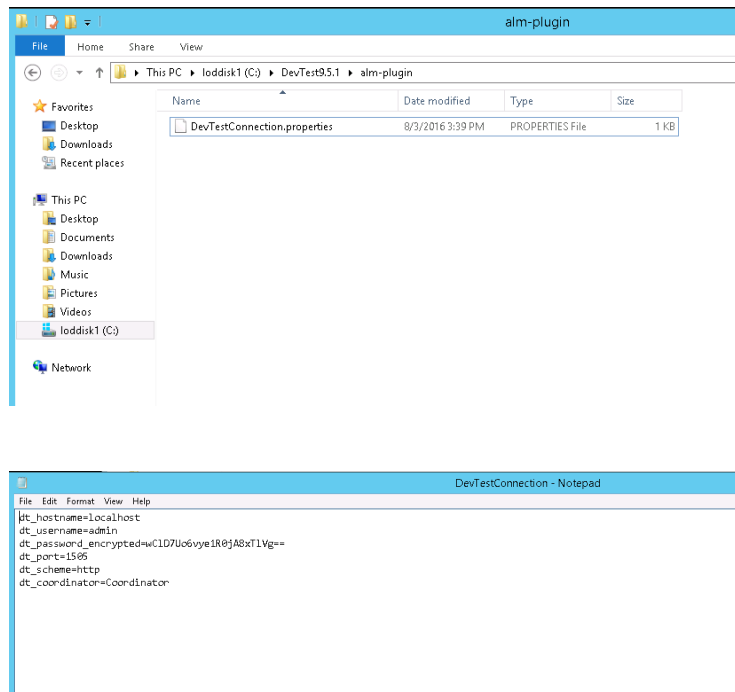 alm-plugin
File Home Share View
This PC loddisk1 (C:) DevTest9.5.1 alm-plugin
Name Date modified Type Size
DevTestConnection.properties 8/3/2016 3:39 PM PROPERTIES File 1 KB
Favorites
Desktop
Downloads
Recent places
This PC
Desktop
Documents
Downloads
Music
Pictures
Videos
loddisk1 (C:)
Network
DevTestConnection - Notepad
File Edit Format View Help
dt_hostname=localhost
dt_username=admin
dt_password_encrypted=wClD7Uo6vye1R0jA8xTlVg==
dt_port=1505
dt_scheme=http
dt_coordinator=Coordinator